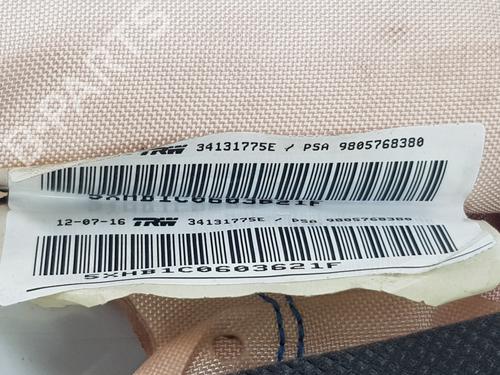 B-PARTS
TRW 34131775E / PSA 9805768380
5XHB1C0603621F
12-07-16 TRW 34131775E / PSA 9805768380
5XHB1C0603621F